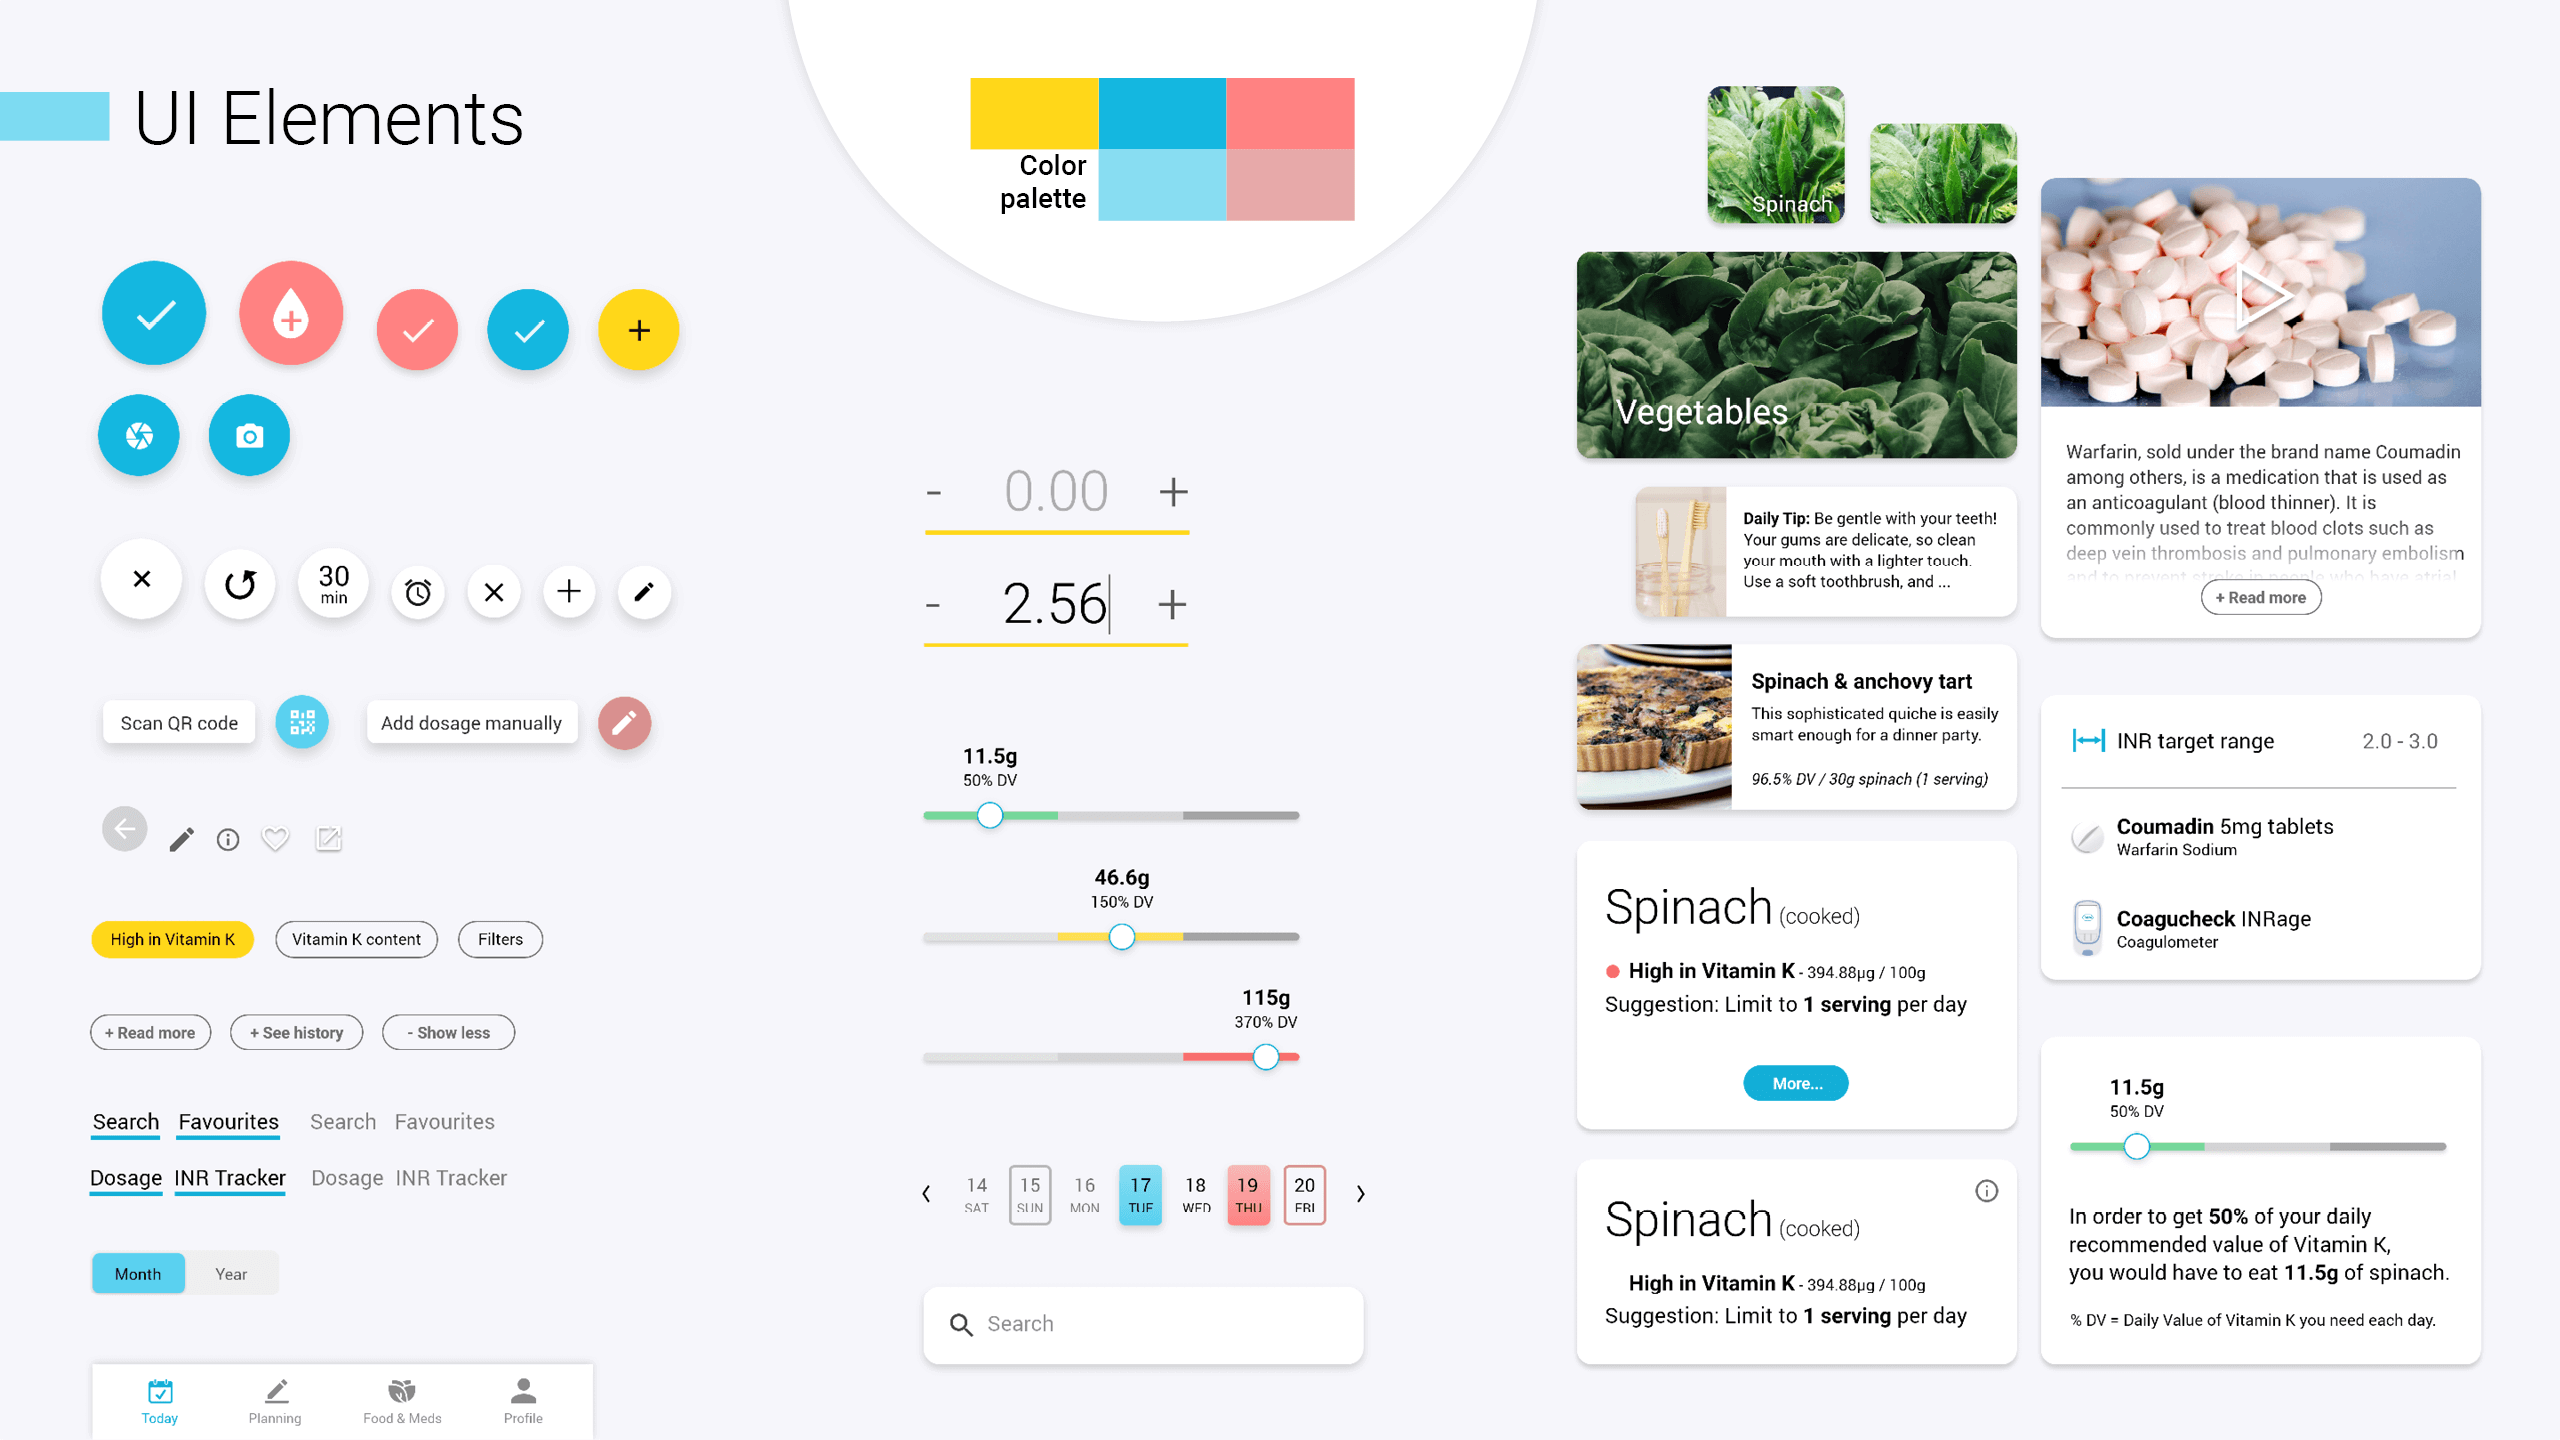 UI Elements
Color
palette
30
min
Scan QR code
Add dosage manually
High in Vitamin K
Vitamin K content
Filters
+ Read more
+ See history
- Show less
Search Favourites Search Favourites
Dosage INR Tracker Dosage INR Tracker
Month Year
Today Planning Food & Meds Profile
- 0.00 +
- 2.56 +
11.5g
50% DV
46.6g
150% DV
115g
370% DV
14 15 16 17 18 19 20
SAT SUN MON TUE WED THU FRI
Search
Spinach
Vegetables
Daily Tip: Be gentle with your teeth!
Your gums are delicate, so clean
your mouth with a lighter touch.
Use a soft toothbrush, and ...
Spinach & anchovy tart
This sophisticated quiche is easily
smart enough for a dinner party.
96.5% DV / 30g spinach (1 serving)
Spinach (cooked)
High in Vitamin K - 394.88µg / 100g
Suggestion: Limit to 1 serving per day
More...
Spinach (cooked)
High in Vitamin K - 394.88µg / 100g
Suggestion: Limit to 1 serving per day
Warfarin, sold under the brand name Coumadin
among others, is a medication that is used as
an anticoagulant (blood thinner). It is
commonly used to treat blood clots such as
deep vein thrombosis and pulmonary embolism
and to prevent stroke in people who have atrial
+ Read more
INR target range 2.0 - 3.0
Coumadin 5mg tablets
Warfarin Sodium
Coagucheck INRage
Coagulometer
11.5g
50% DV
In order to get 50% of your daily
recommended value of Vitamin K,
you would have to eat 11.5g of spinach.
% DV = Daily Value of Vitamin K you need each day.